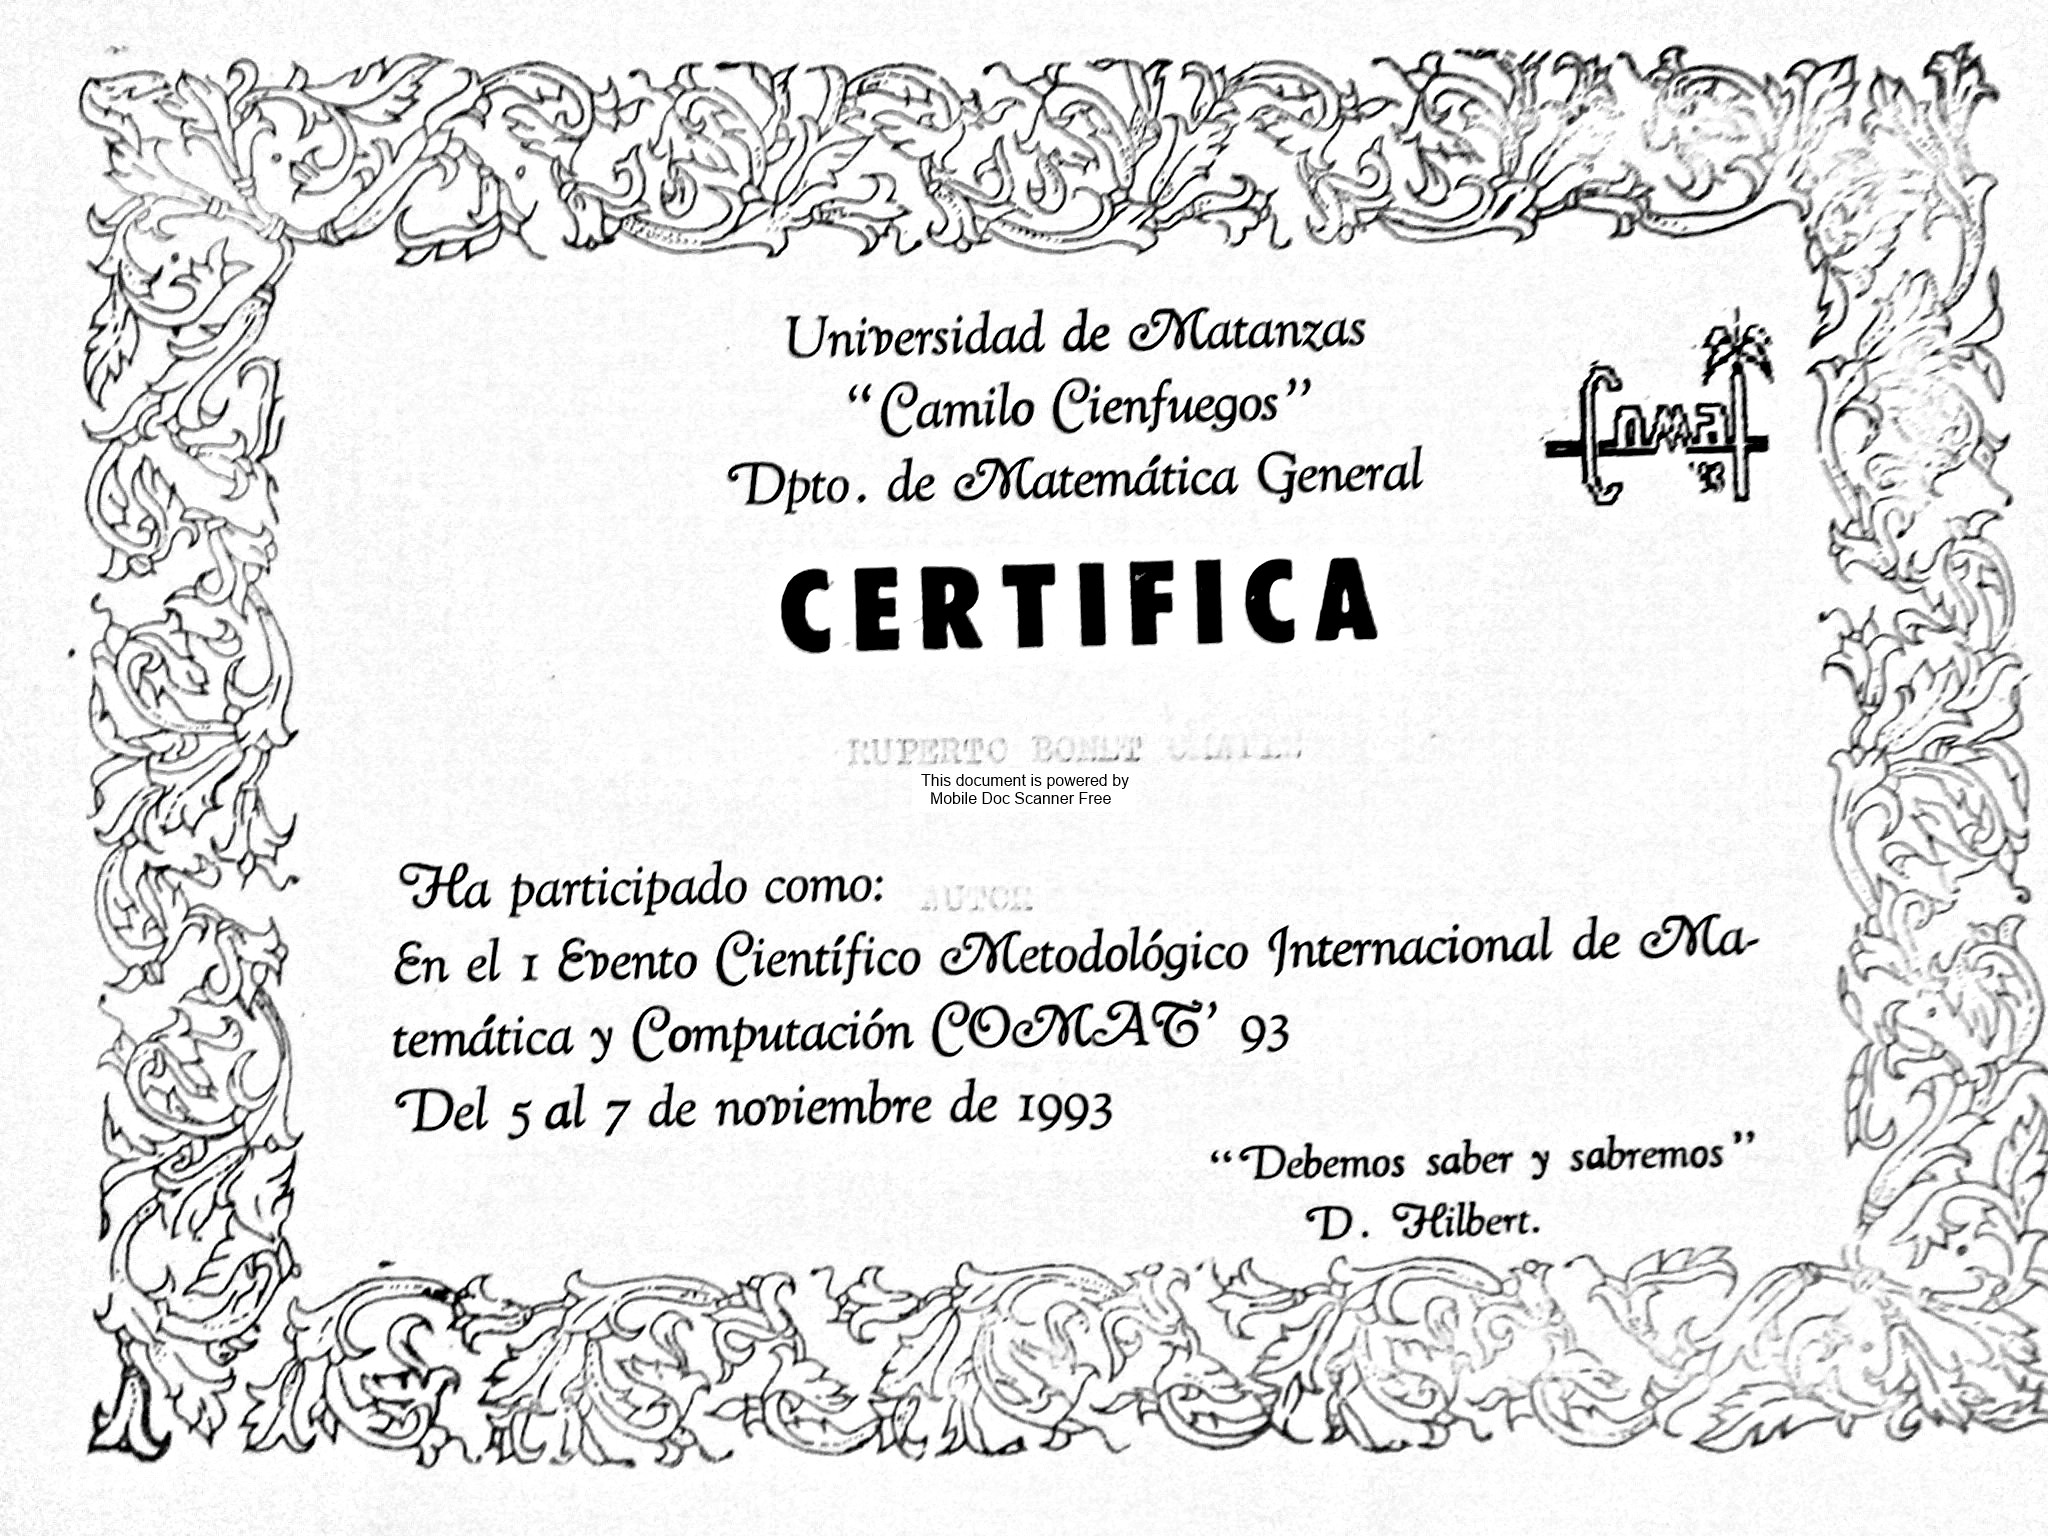 Universidad de Matanzas
“Camilo Cienfuegos”
Dpto. de Matemática General
Comat
'93
CERTIFICA
RUPERTO BONET
This document is powered by
Mobile Doc Scanner Free
Ha participado como: AUTOR
En el I Evento Científico Metodológico Internacional de Ma-
temática y Computación COMAT’ 93
Del 5 al 7 de noviembre de 1993
“Debemos saber y sabremos”
D. Hilbert.